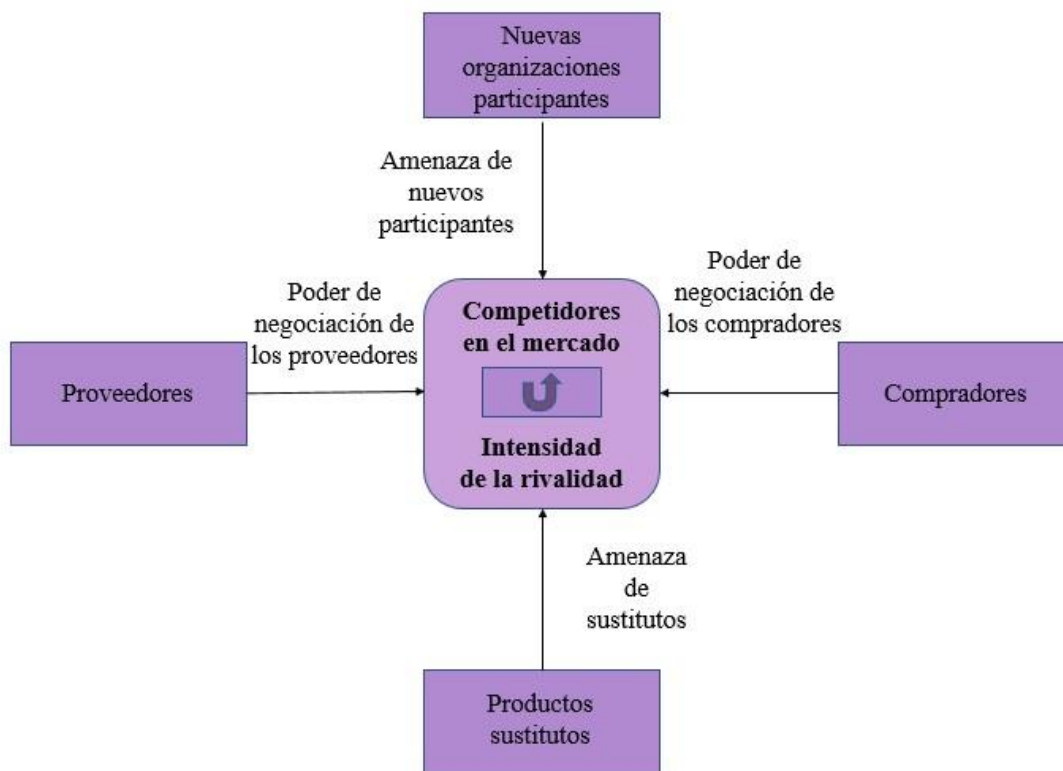 Nuevas
organizaciones
participantes
Amenaza de
nuevos
participantes
Poder de
negociación de
los proveedores
Competidores
en el mercado
Poder de
negociación de
los compradores
Proveedores
Compradores
Intensidad
de la rivalidad
Amenaza
de
sustitutos
Productos
sustitutos